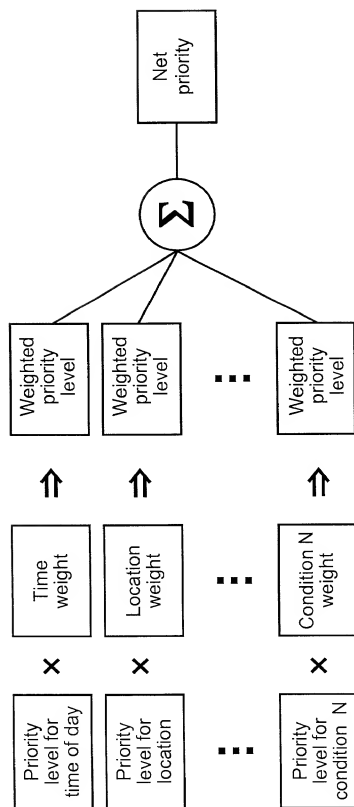 Priority
level for
time of day
×
Time
weight
⇒
Weighted
priority
level
Priority
level for
location
×
Location
weight
⇒
Weighted
priority
level
Σ
Net
priority
Priority
level for
condition N
×
Condition N
weight
⇒
Weighted
priority
level